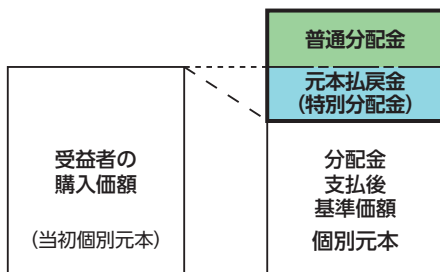 普通分配金
元本払戻金
(特別分配金)
受益者の
購入価額
(当初個別元本)
分配金
支払後
基準価額
個別元本